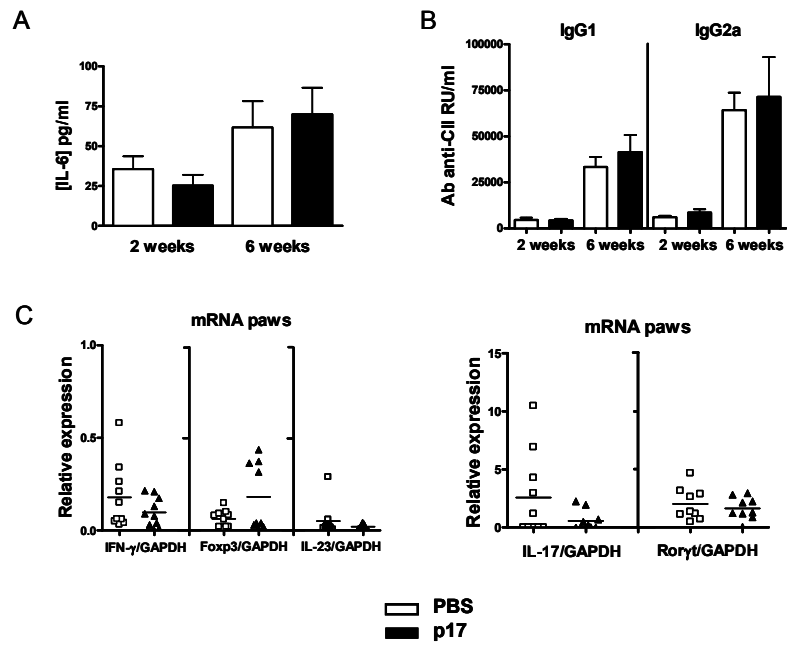 A
[IL-6] pg/ml
100
75
50
25
0
2 weeks
6 weeks
B
IgG1
IgG2a
Ab anti-CII RU/ml
100000
75000
50000
25000
0
2 weeks
6 weeks
2 weeks
6 weeks
C
mRNA paws
Relative expression
1.0
0.5
0.0
IFN-γ/GAPDH
Foxp3/GAPDH
IL-23/GAPDH
mRNA paws
Relative expression
15
10
5
0
IL-17/GAPDH
Rorγt/GAPDH
PBS
p17